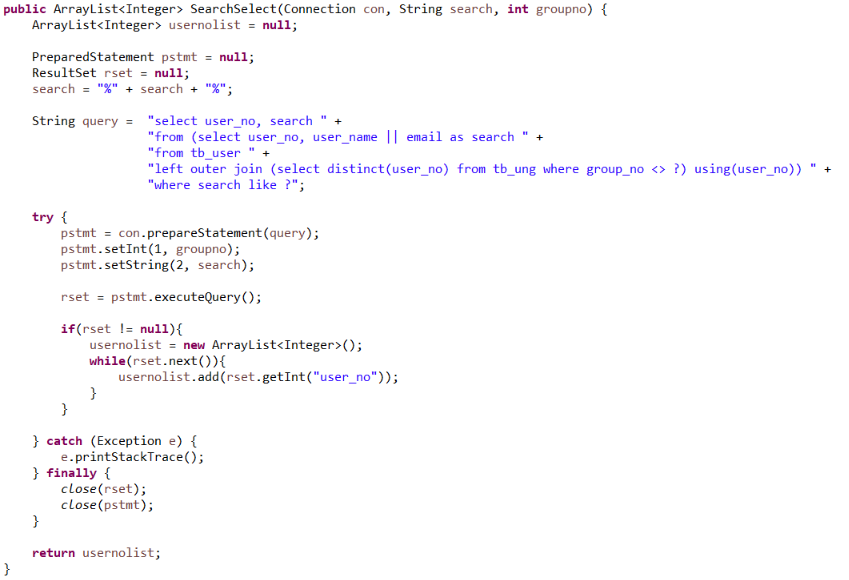 public ArrayList<Integer> SearchSelect(Connection con, String search, int groupno) {
    ArrayList<Integer> usernolist = null;

    PreparedStatement pstmt = null;
    ResultSet rset = null;
    search = "%" + search + "%";

    String query =  "select user_no, search " +
                    "from (select user_no, user_name || email as search " +
                    "from tb_user " +
                    "left outer join (select distinct(user_no) from tb_ung where group_no <> ?) using(user_no)) " +
                    "where search like ?";

    try {
        pstmt = con.prepareStatement(query);
        pstmt.setInt(1, groupno);
        pstmt.setString(2, search);

        rset = pstmt.executeQuery();

        if(rset != null){
            usernolist = new ArrayList<Integer>();
            while(rset.next()){
                usernolist.add(rset.getInt("user_no"));
            }
        }

    } catch (Exception e) {
        e.printStackTrace();
    } finally {
        close(rset);
        close(pstmt);
    }

    return usernolist;
}